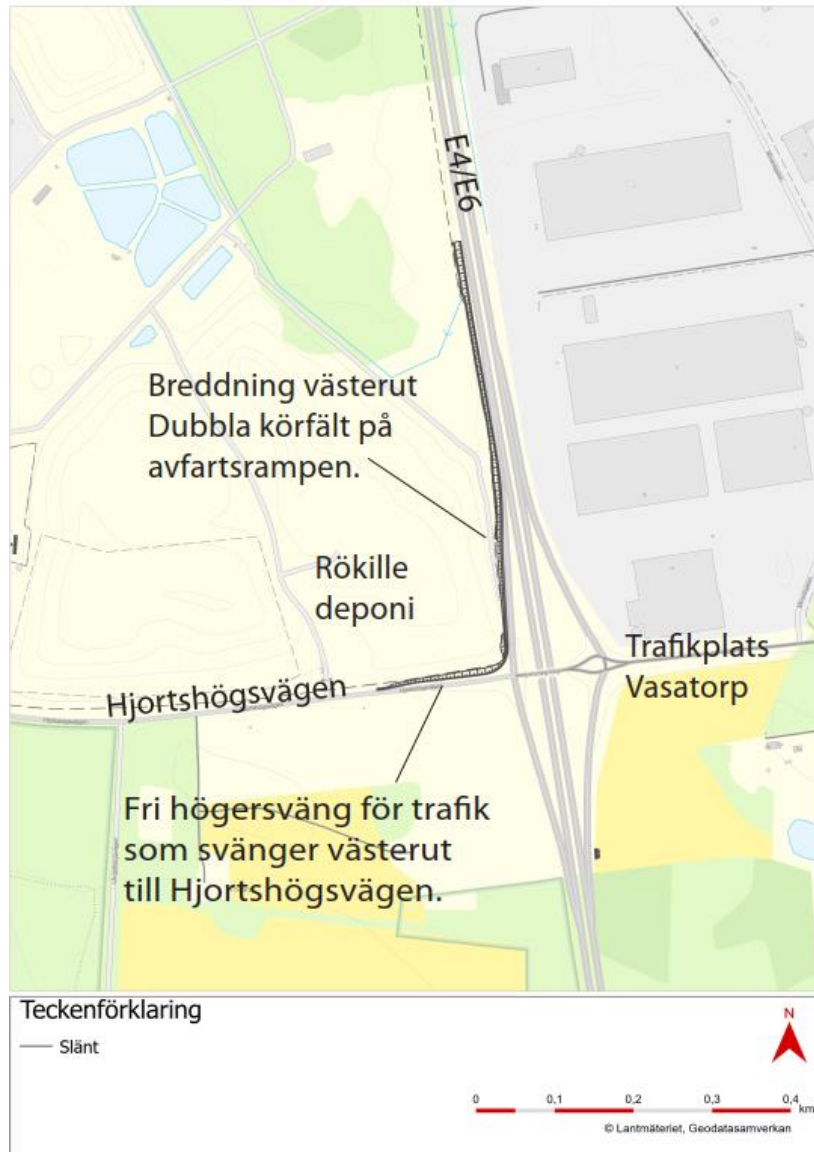 E4/E6
Breddning västerut
Dubbla körfält på
avfartsrampen.
Rökille
deponi
Trafikplats
Vasatorp
Hjortshögsvägen
Fri högersväng för trafik
som svänger västerut
till Hjortshögsvägen.
Teckenförklaring
Slänt
N
0 0,1 0,2 0,3 0,4
km
© Lantmäteriet, Geodatasamverkan